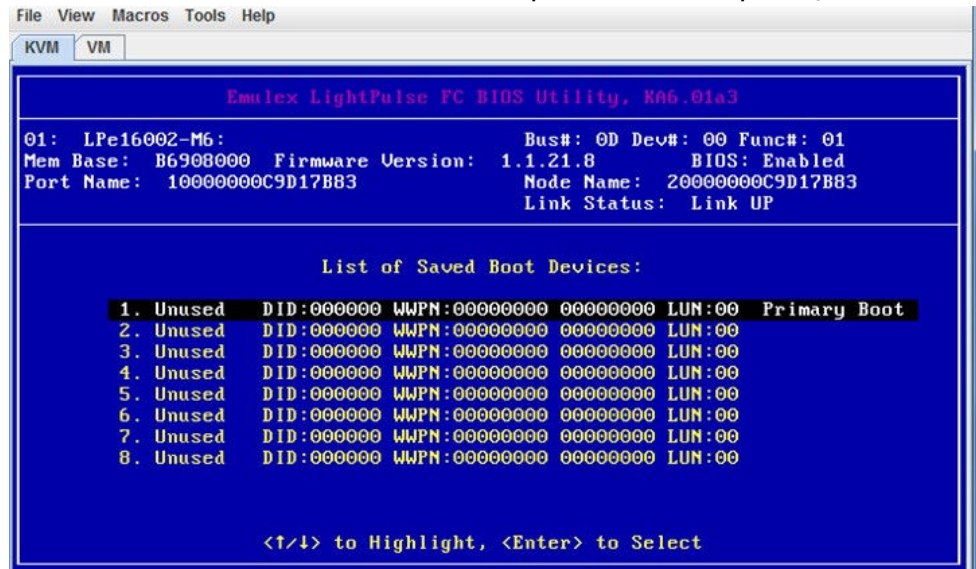 File View Macros Tools Help
KVM VM
Emulex LightPulse FC BIOS Utility, KA6.01a3
01: LPe16002-M6: Bus#: 0D Dev#: 00 Func#: 01
Mem Base: B6908000 Firmware Version: 1.1.21.8 BIOS: Enabled
Port Name: 10000000C9D17B83 Node Name: 20000000C9D17B83
Link Status: Link UP
List of Saved Boot Devices:
1. Unused DID:000000 WWPN:00000000 00000000 LUN:00 Primary Boot
2. Unused DID:000000 WWPN:00000000 00000000 LUN:00
3. Unused DID:000000 WWPN:00000000 00000000 LUN:00
4. Unused DID:000000 WWPN:00000000 00000000 LUN:00
5. Unused DID:000000 WWPN:00000000 00000000 LUN:00
6. Unused DID:000000 WWPN:00000000 00000000 LUN:00
7. Unused DID:000000 WWPN:00000000 00000000 LUN:00
8. Unused DID:000000 WWPN:00000000 00000000 LUN:00
<↑/↓> to Highlight, <Enter> to Select